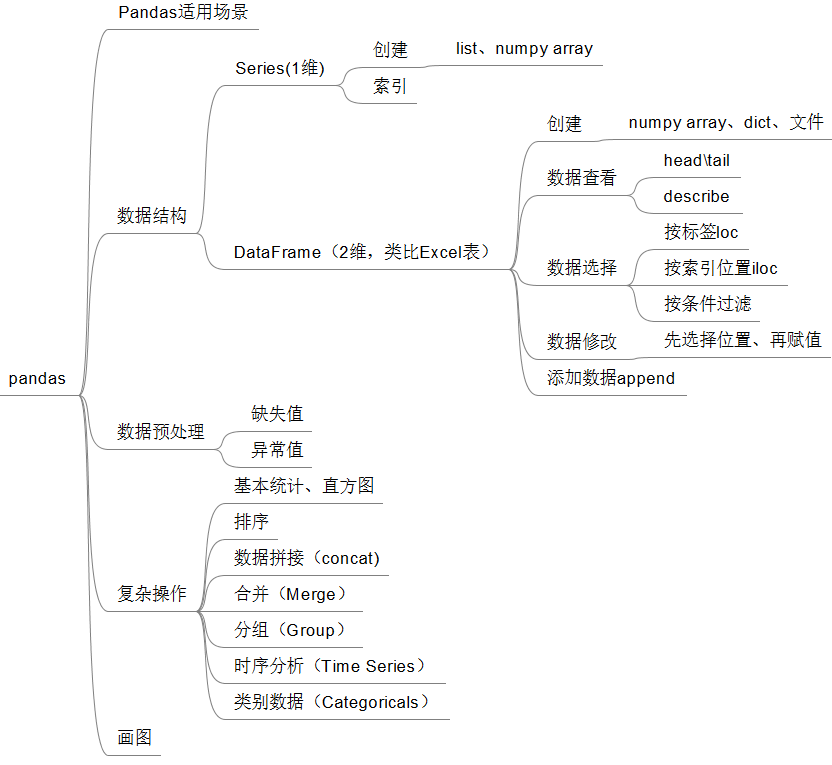 Pandas适用场景
Series(1维)
创建
list、numpy array
索引
创建
numpy array、dict、文件
数据查看
head\tail
describe
数据结构
DataFrame（2维，类比Excel表）
数据选择
按标签loc
按索引位置iloc
按条件过滤
数据修改
先选择位置、再赋值
添加数据append
pandas
数据预处理
缺失值
异常值
复杂操作
基本统计、直方图
排序
数据拼接（concat)
合并（Merge）
分组（Group）
时序分析（Time Series）
类别数据（Categoricals）
画图